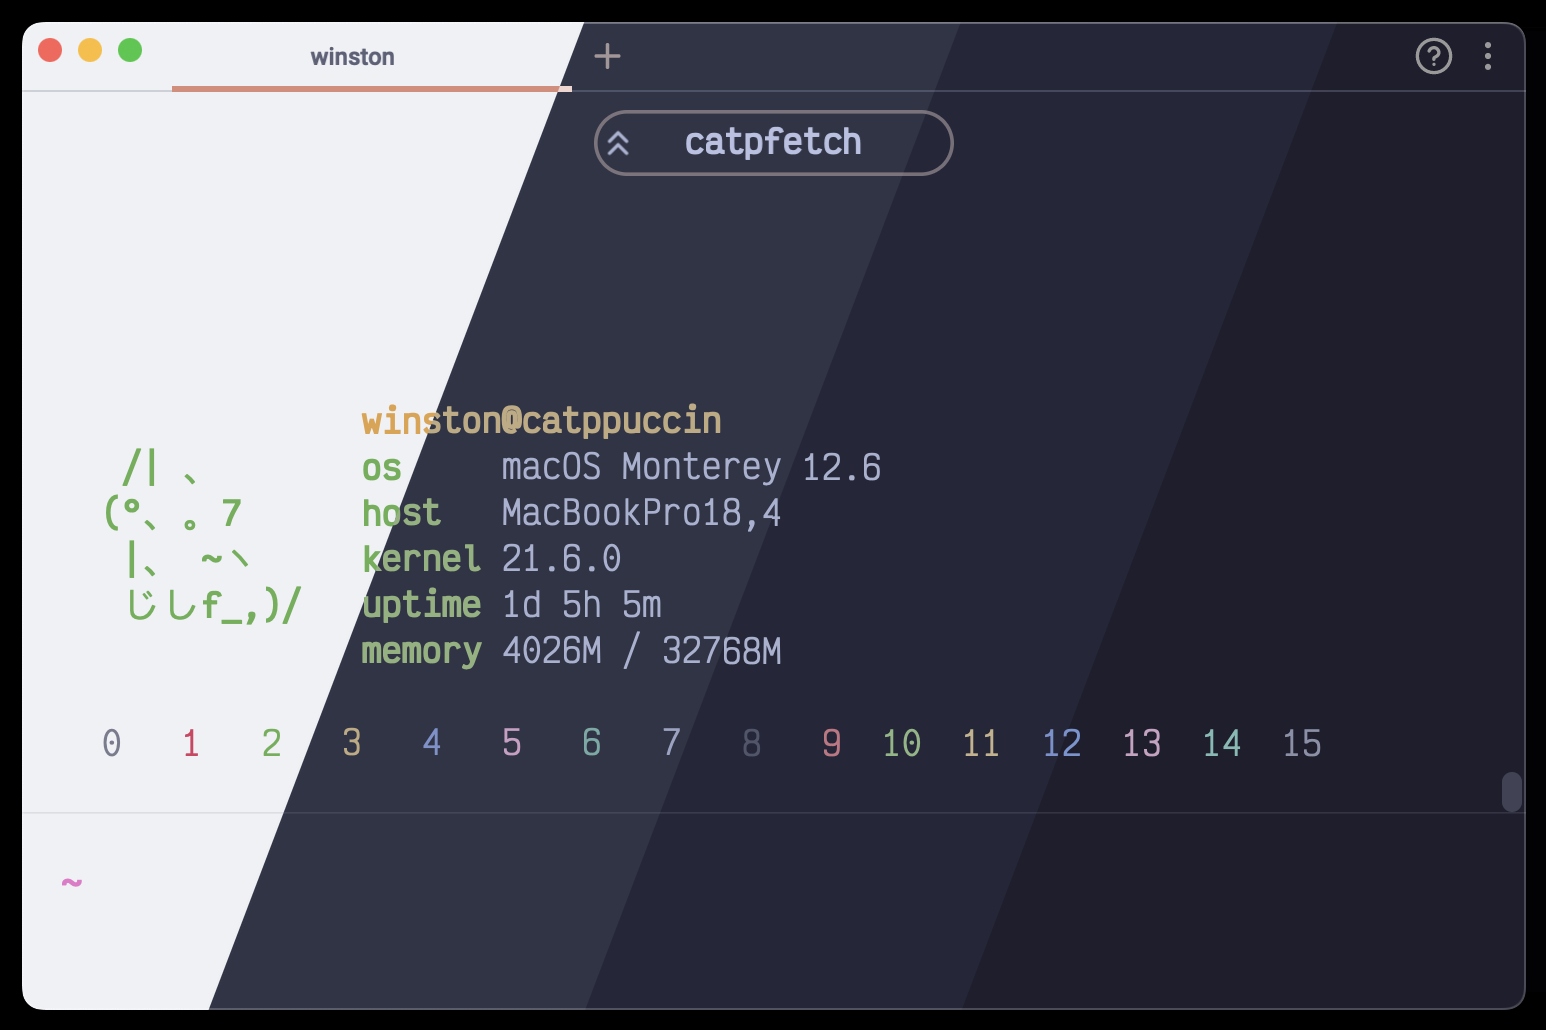 winston
catpfetch
winston@catppuccin
/| 、 os macOS Monterey 12.6
(°、 。7 host MacBookPro18,4
|、 ~ヽ kernel 21.6.0
じしf_,)/ uptime 1d 5h 5m
memory 4026M / 32768M
0 1 2 3 4 5 6 7 8 9 10 11 12 13 14 15
~